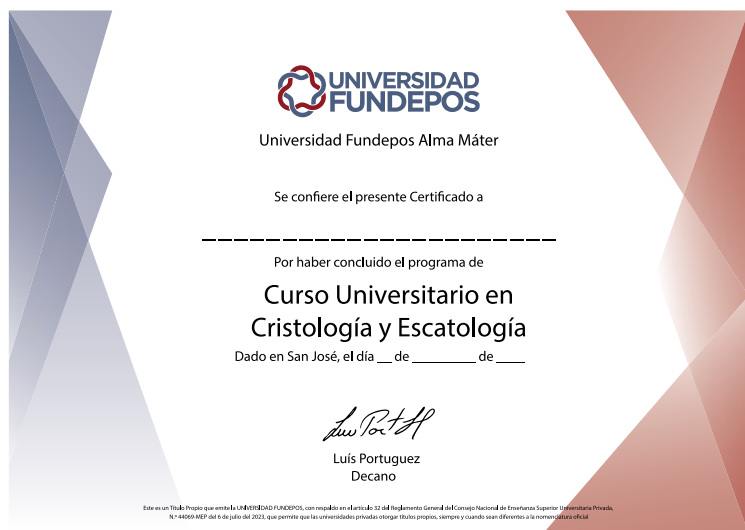 UNIVERSIDAD
FUNDEPOS
Universidad Fundepos Alma Máter
Se confiere el presente Certificado a
Por haber concluido el programa de
Curso Universitario en
Cristología y Escatología
Dado en San José, el día __ de ________ de ____
Luís Portuguez
Decano
Este es un Título Propio que emite la UNIVERSIDAD FUNDEPOS, con respaldo en el artículo 32 del Reglamento General del Consejo Nacional de Enseñanza Superior Universitaria Privada,
N.º 44069-MEP del 6 de julio del 2023, que permite que las universidades privadas otorgar títulos propios, siempre y cuando sean diferentes a la nomenclatura oficial